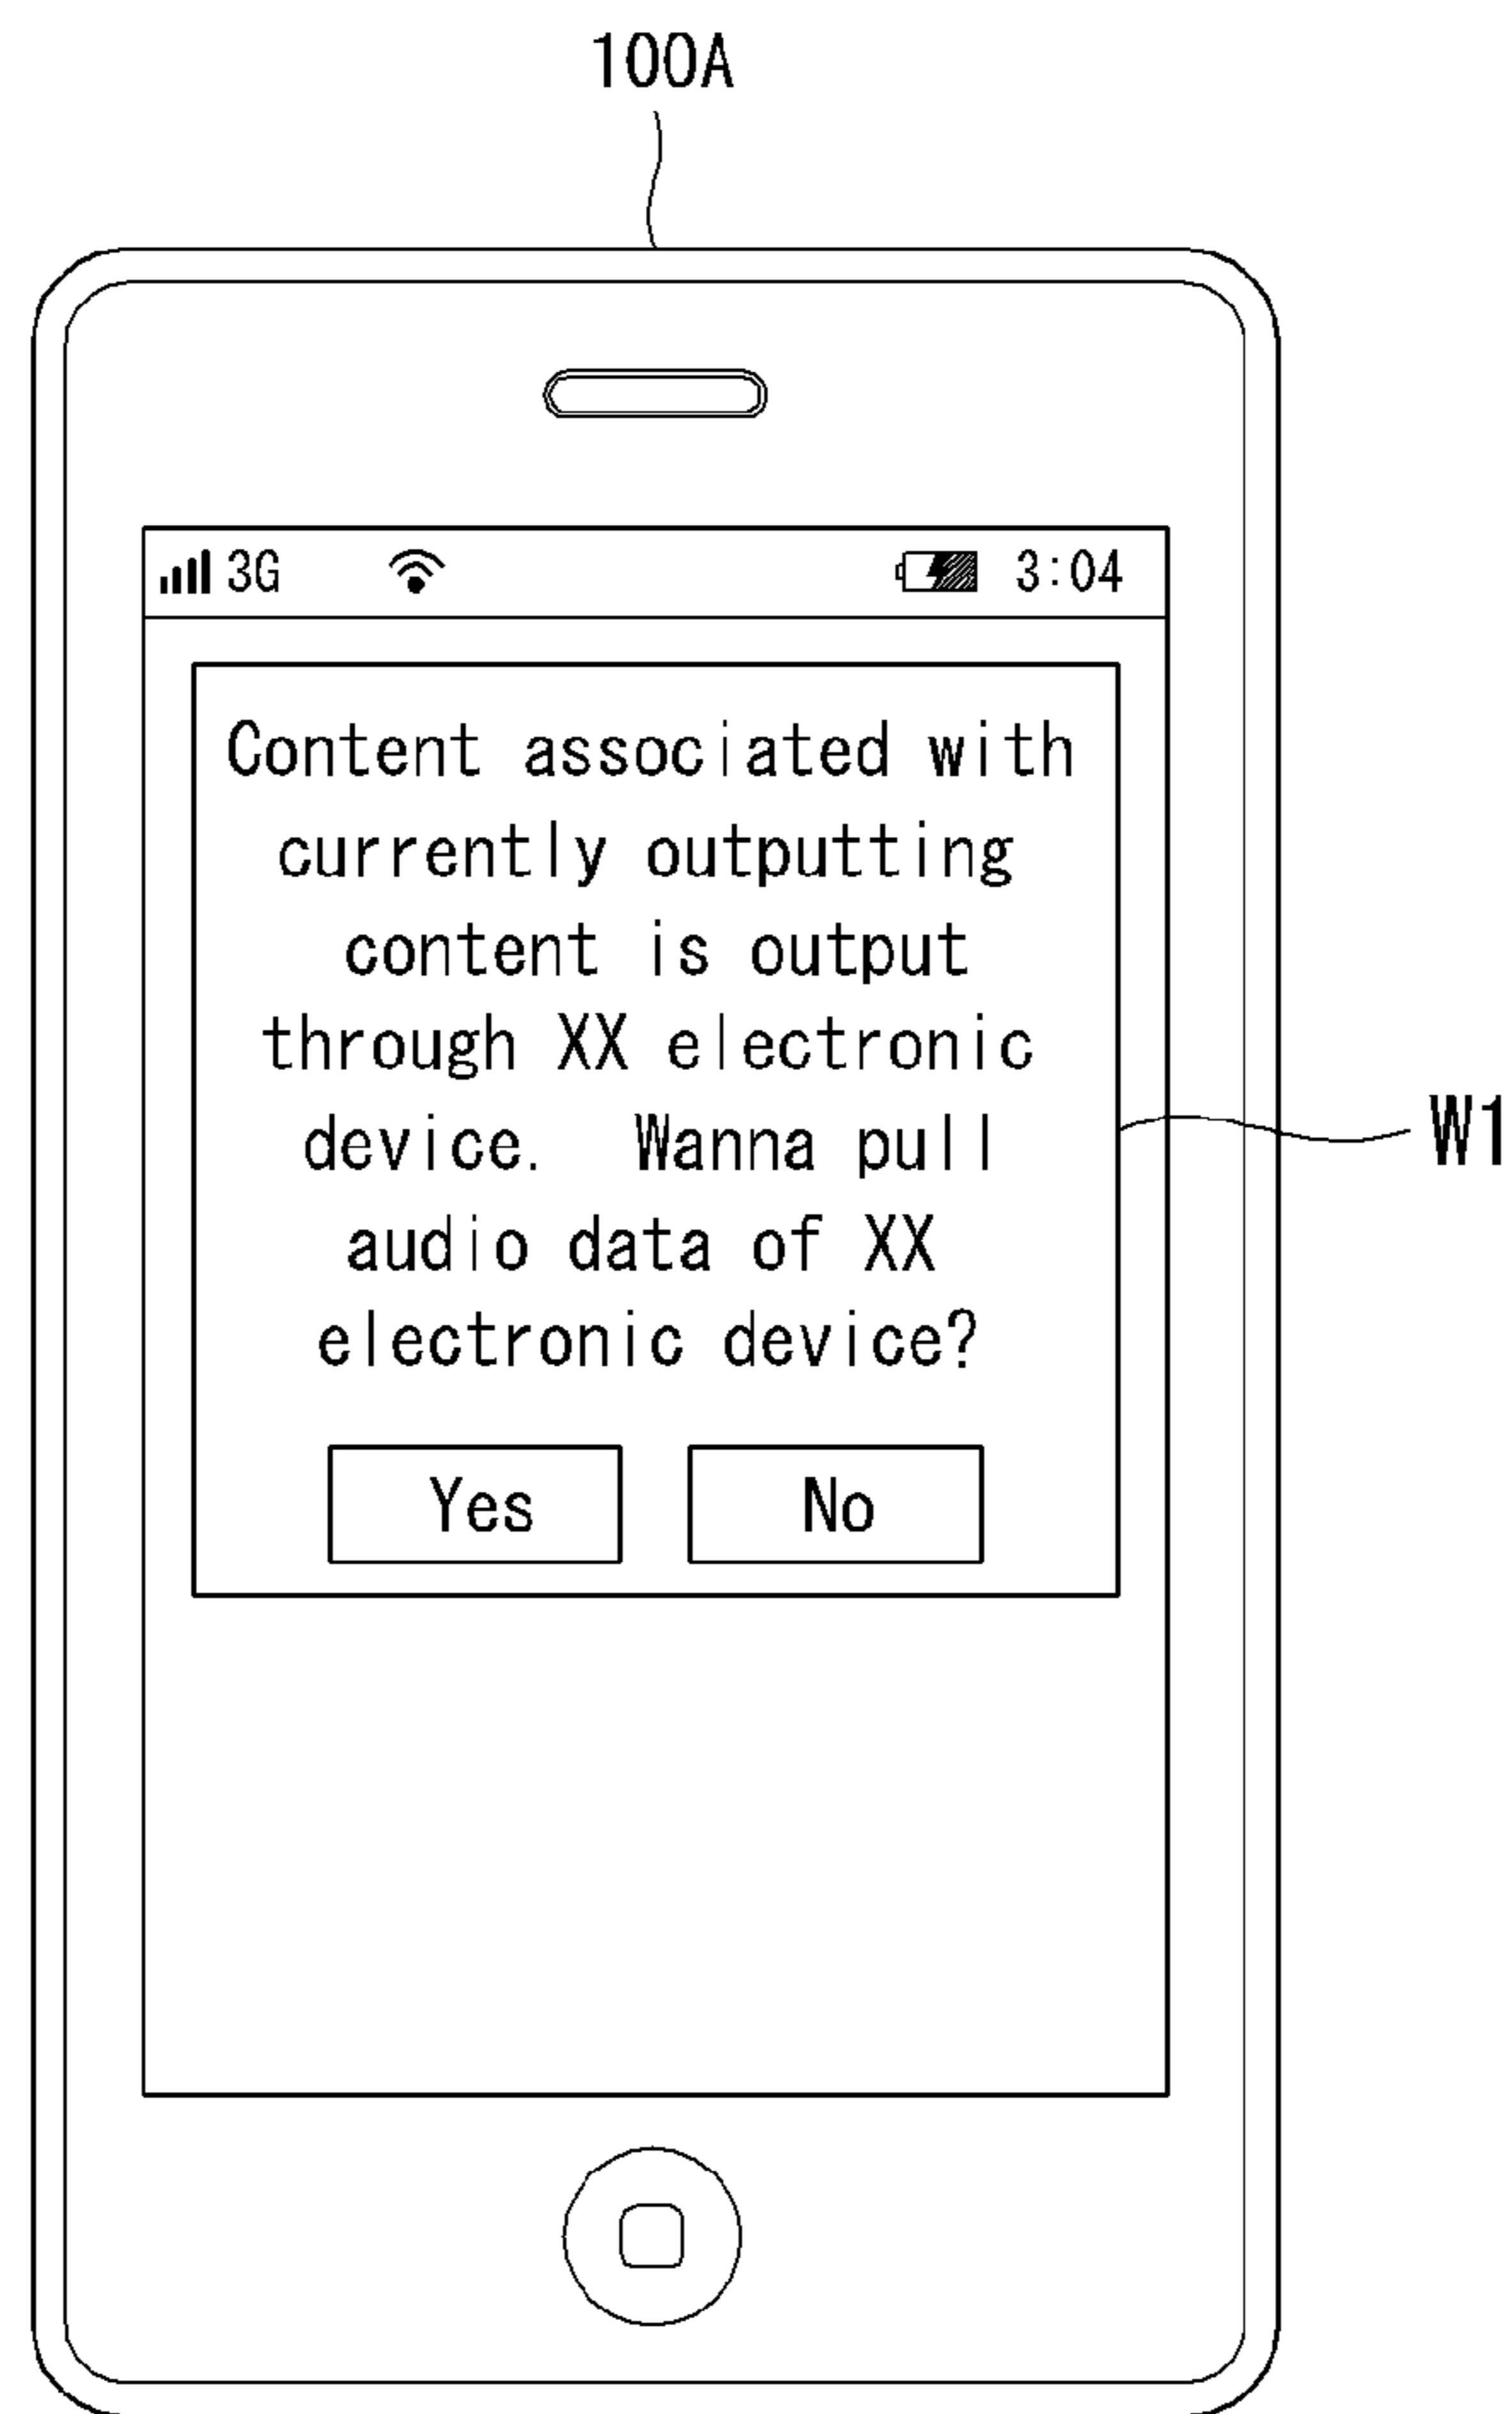 100A
3G 3:04
Content associated with
currently outputting
content is output
through XX electronic
device. Wanna pull
audio data of XX
electronic device?
Yes No
W1